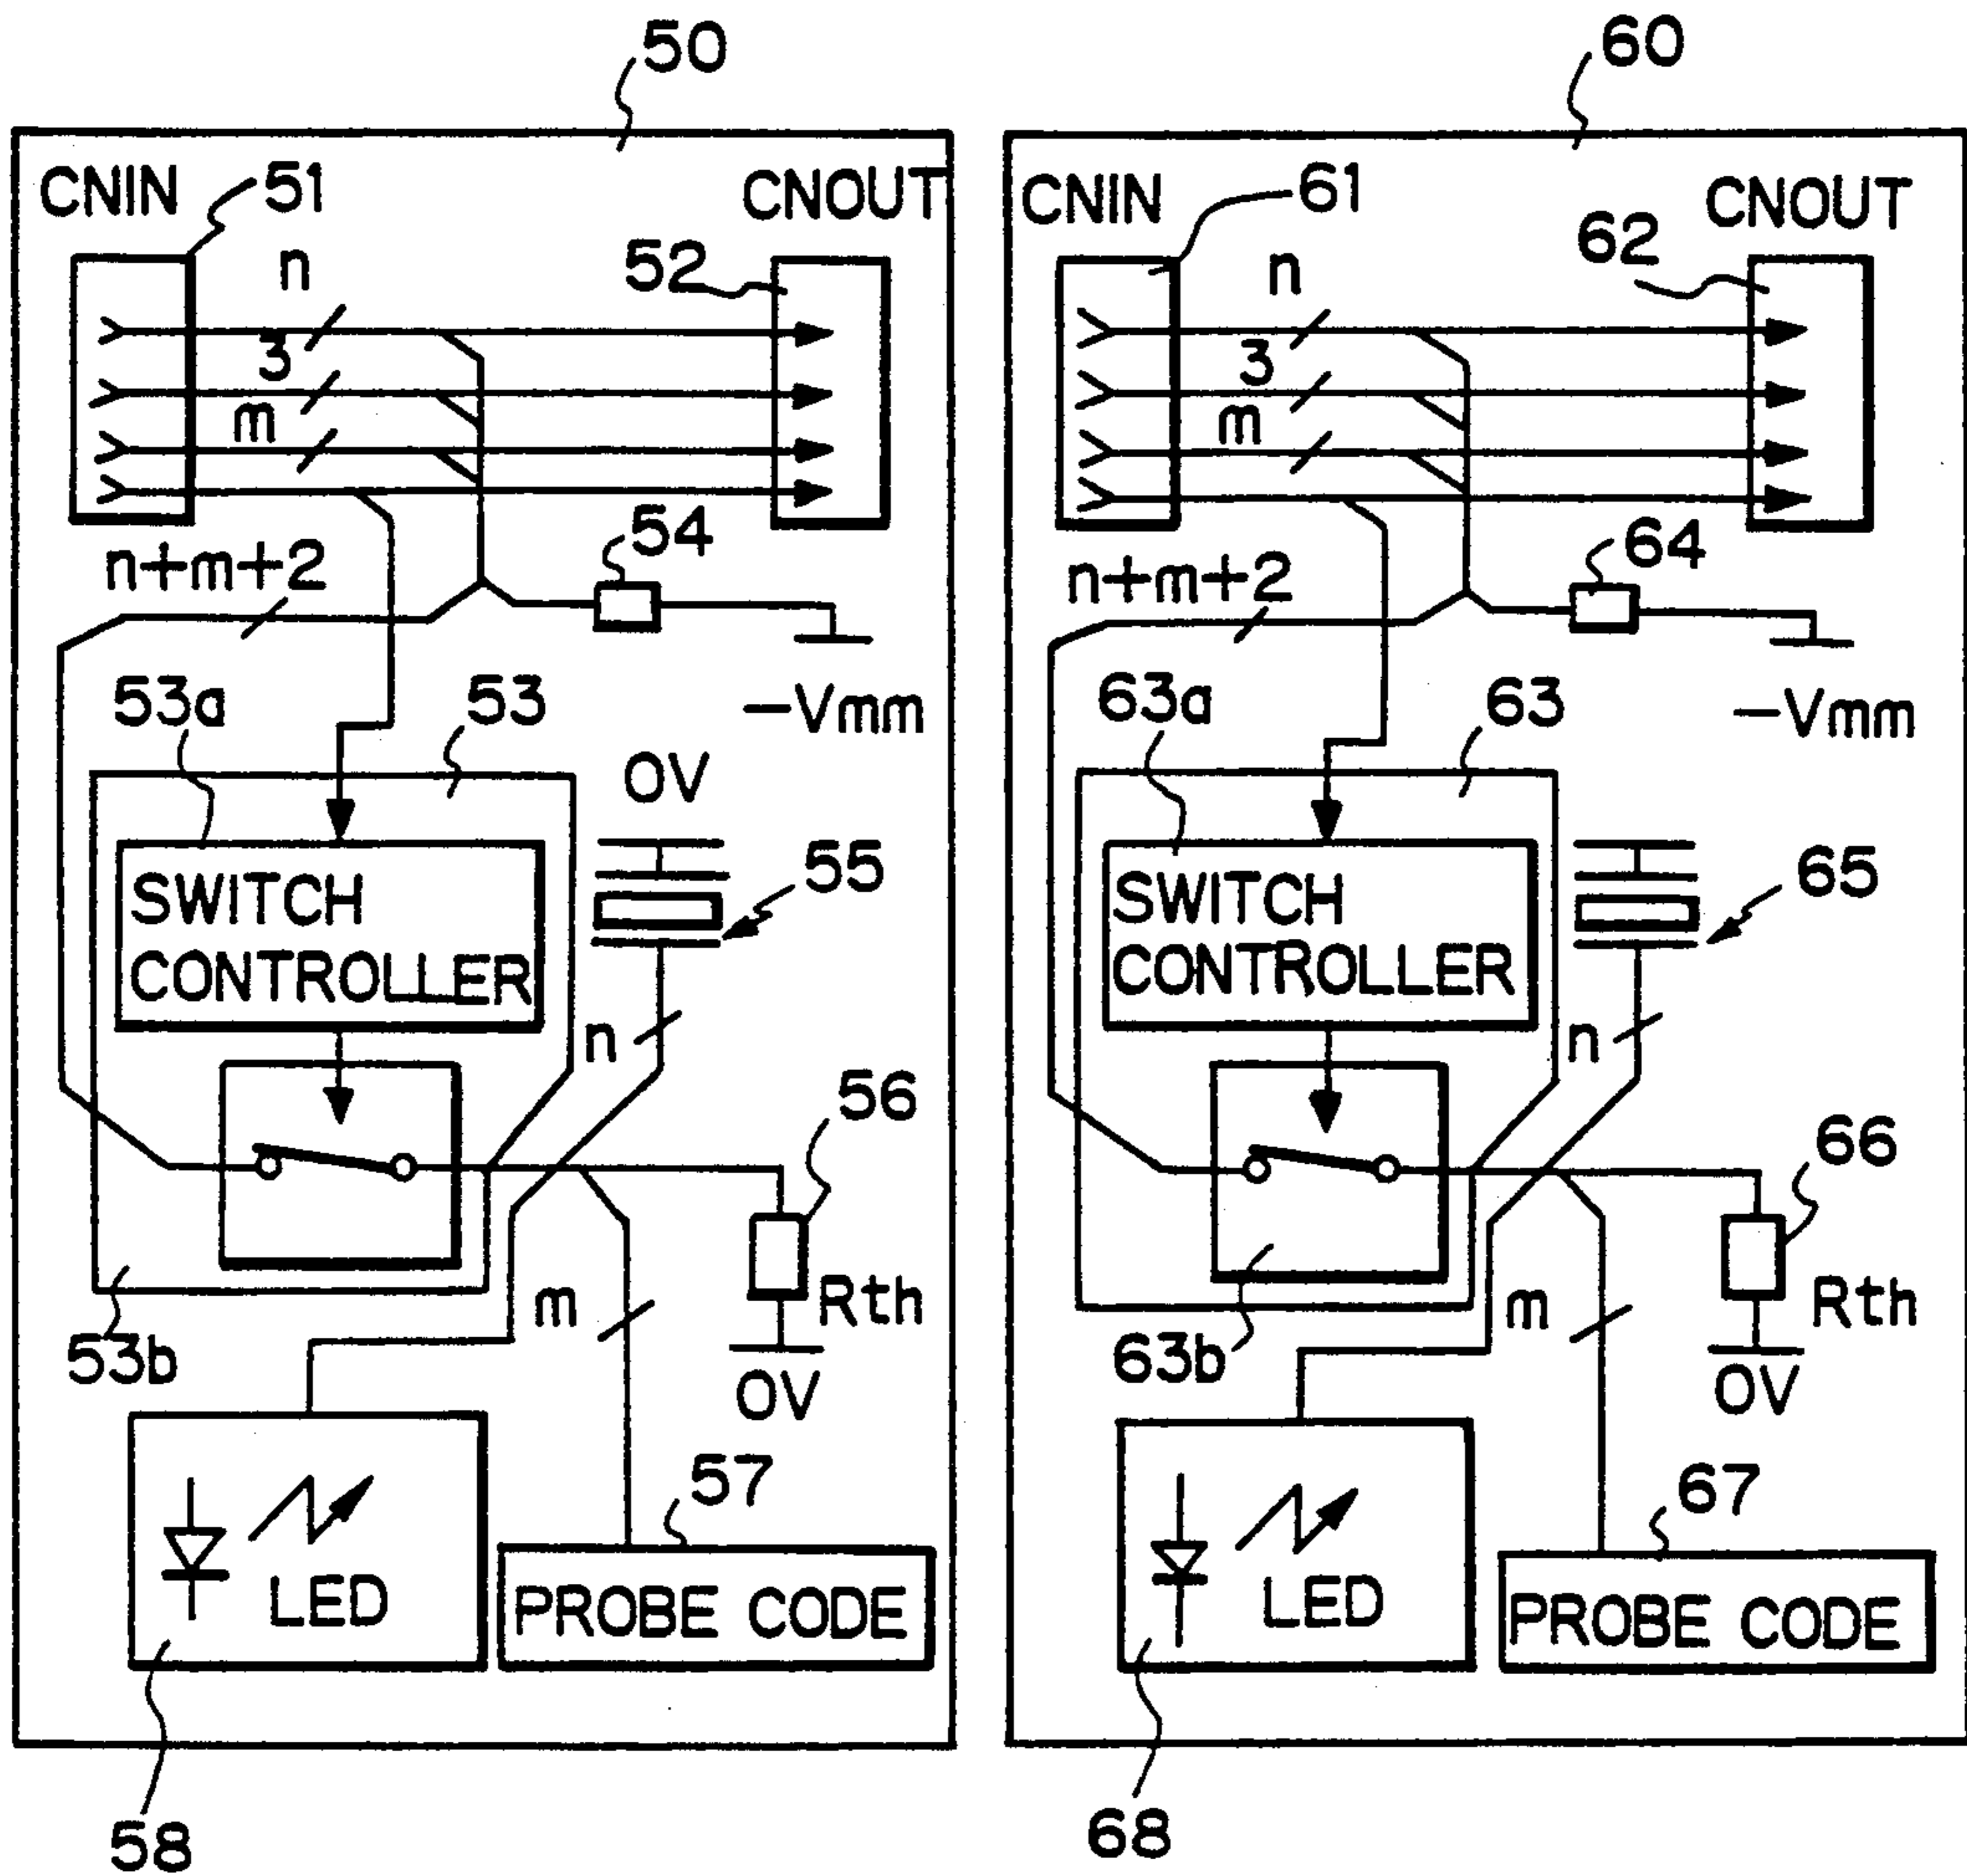 50
CNIN
51
CNOUT
n
52
3
m
54
n+m+2
53a
53
-Vmm
0V
SWITCH
CONTROLLER
55
n
56
m
Rth
53b
0V
57
LED
PROBE CODE
58
60
CNIN
61
CNOUT
n
62
3
m
64
n+m+2
63a
63
-Vmm
SWITCH
CONTROLLER
65
n
66
m
Rth
63b
0V
67
LED
PROBE CODE
68